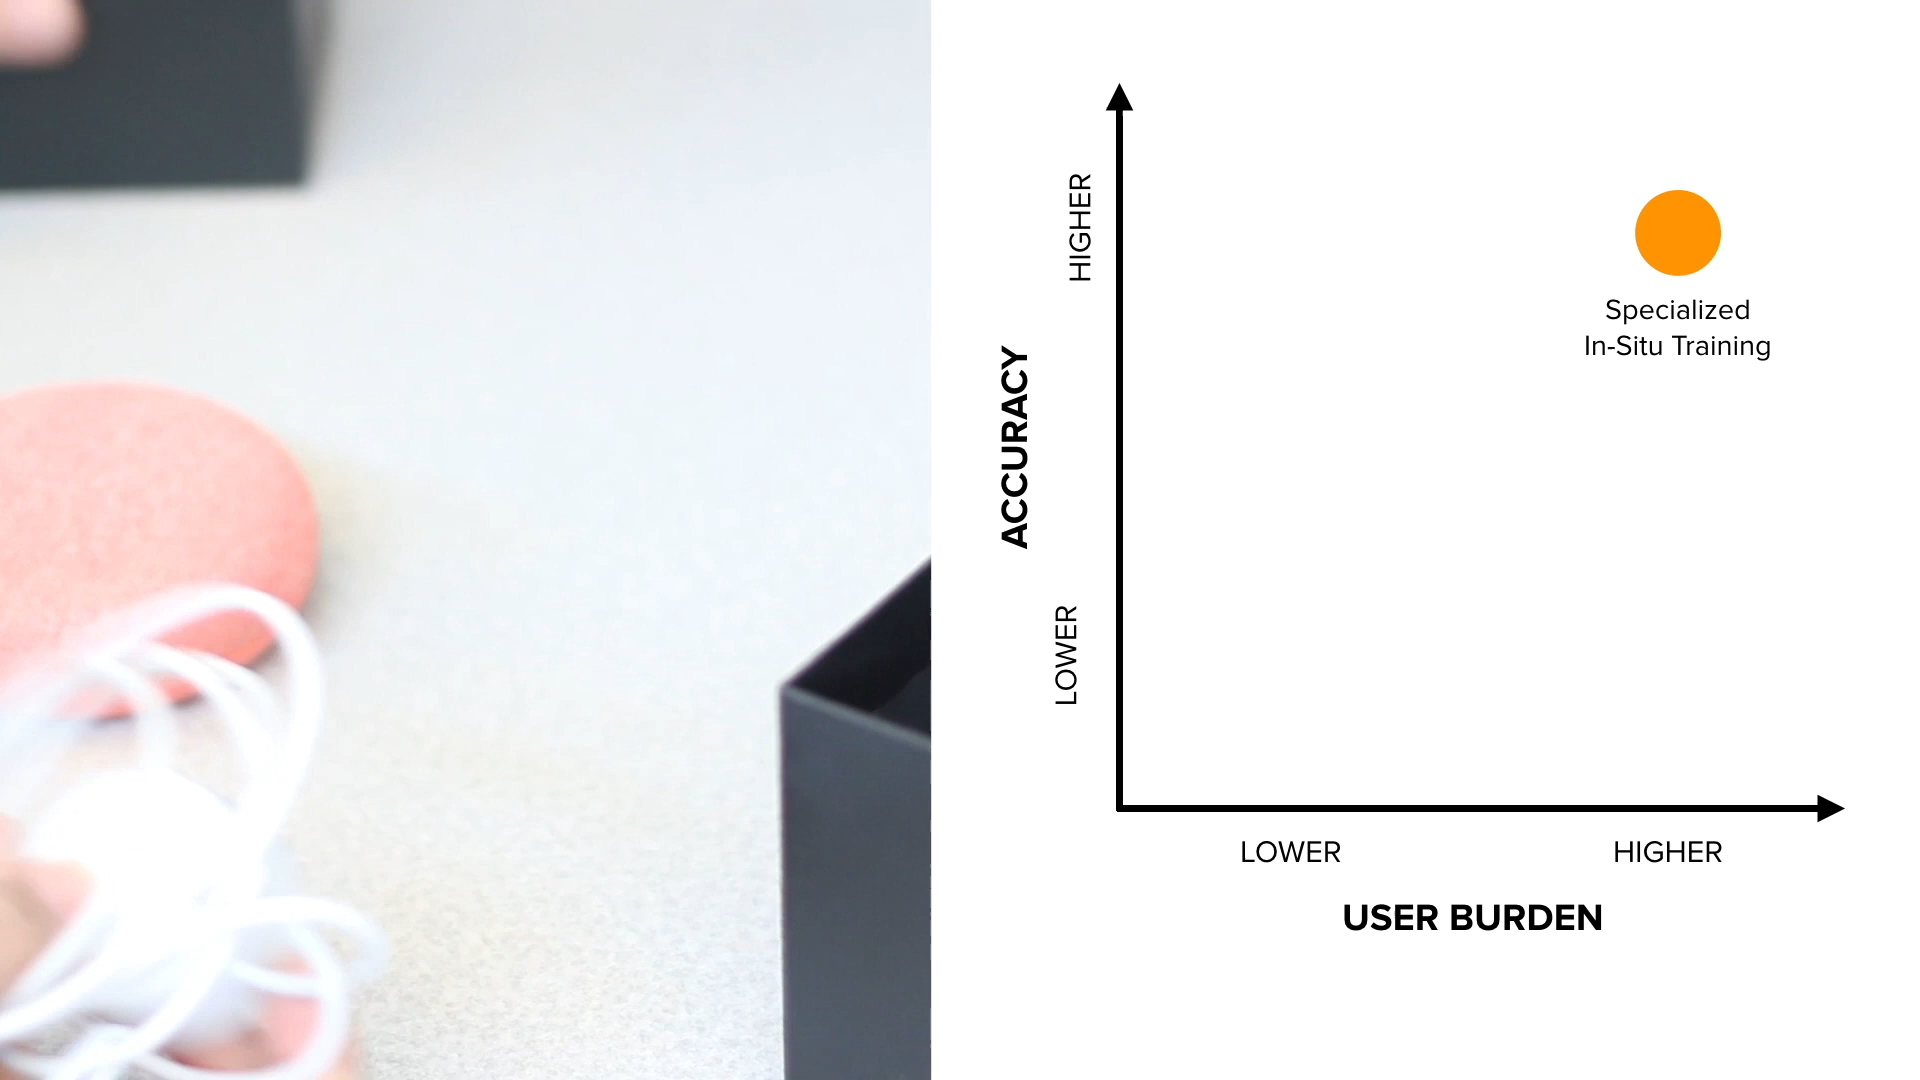 HIGHER
Specialized
In-Situ Training
ACCURACY
LOWER
LOWER HIGHER
USER BURDEN